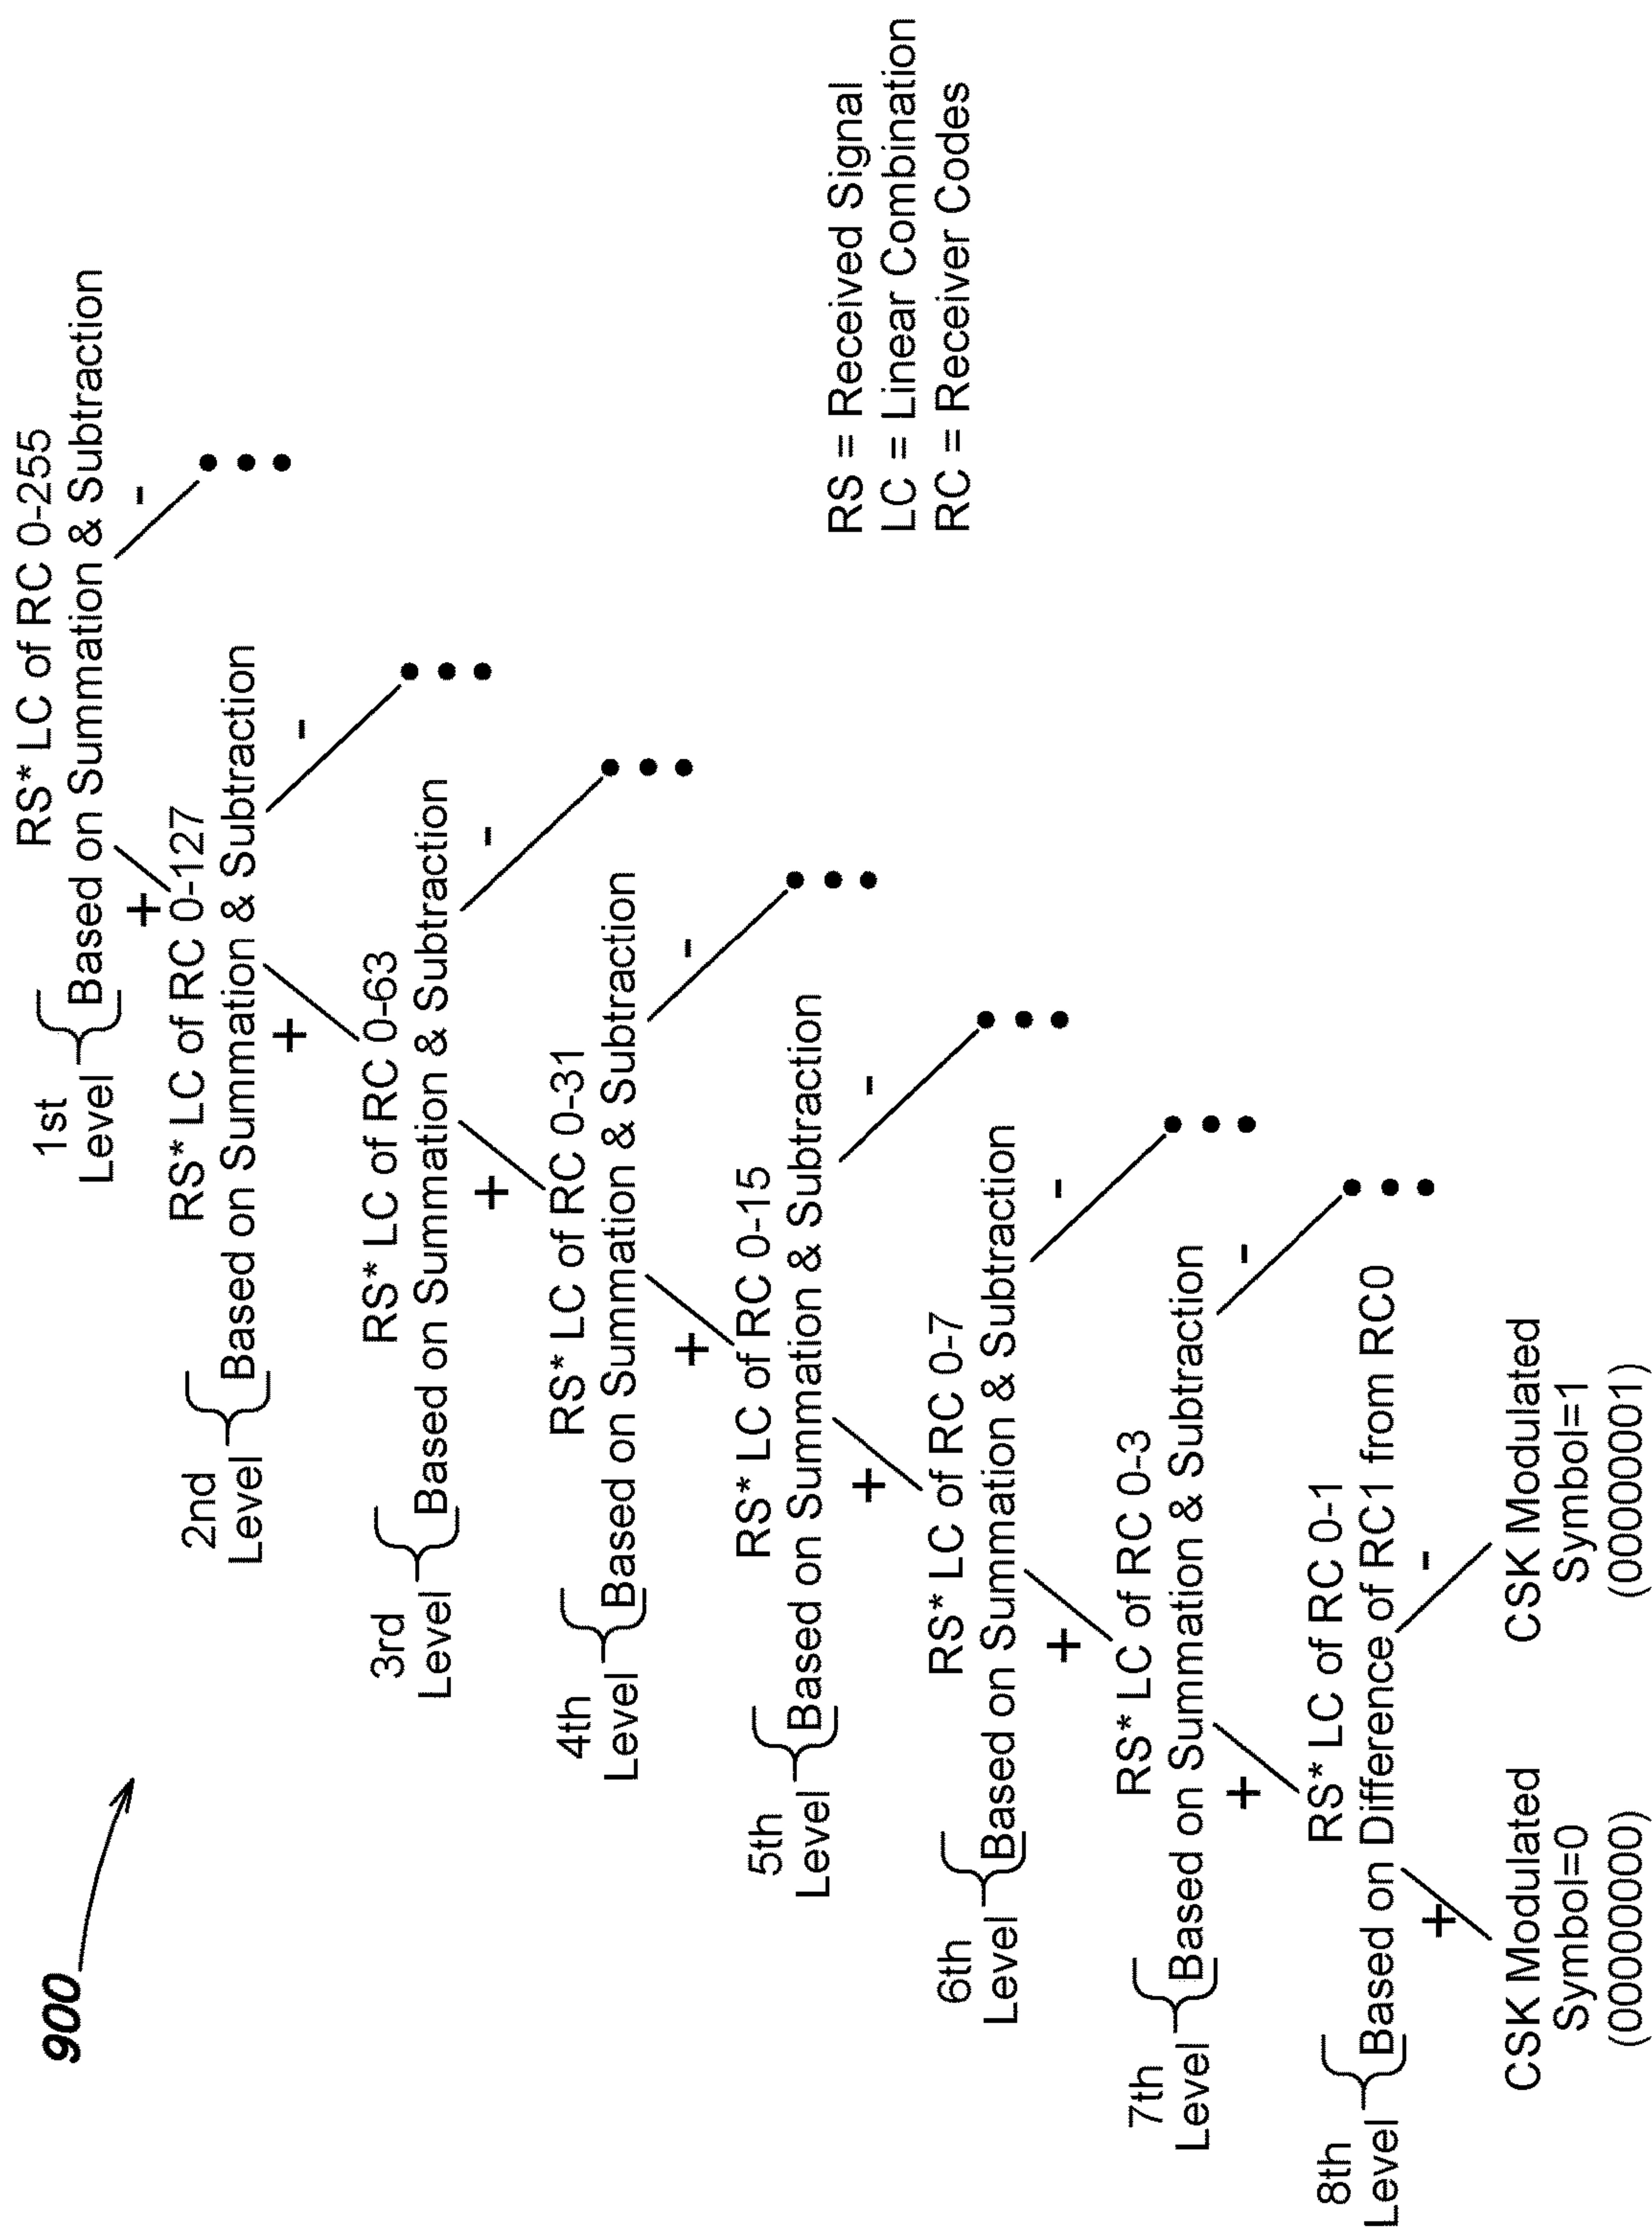 900
1st
Level
RS* LC of RC 0-255
Based on Summation & Subtraction
+
-
2nd
Level
RS* LC of RC 0-127
Based on Summation & Subtraction
+
-
3rd
Level
RS* LC of RC 0-63
Based on Summation & Subtraction
+
-
4th
Level
RS* LC of RC 0-31
Based on Summation & Subtraction
+
-
5th
Level
RS* LC of RC 0-15
Based on Summation & Subtraction
+
-
6th
Level
RS* LC of RC 0-7
Based on Summation & Subtraction
+
-
7th
Level
RS* LC of RC 0-3
Based on Summation & Subtraction
+
-
8th
Level
RS* LC of RC 0-1
Based on Difference of RC1 from RC0
+
-
CSK Modulated
Symbol=0
(00000000)
CSK Modulated
Symbol=1
(00000001)
RS = Received Signal
LC = Linear Combination
RC = Receiver Codes